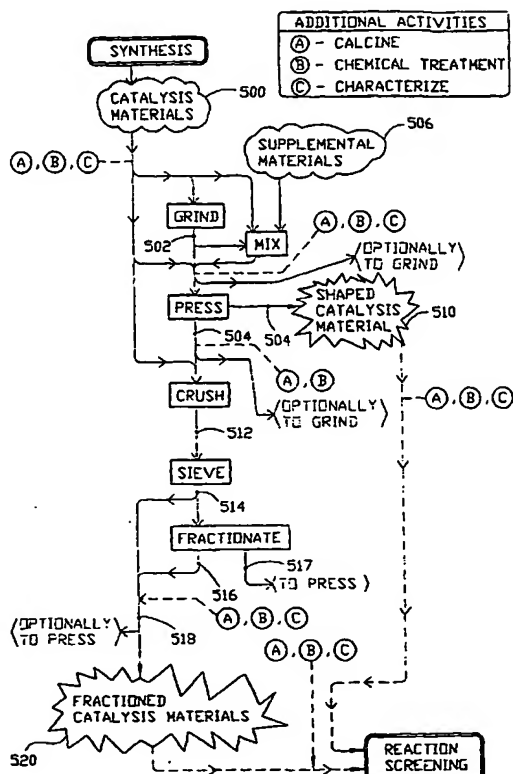 ADDITIONAL ACTIVITIES
Ⓐ - CALCINE
Ⓑ - CHEMICAL TREATMENT
Ⓒ - CHARACTERIZE
SYNTHESIS
CATALYSIS
MATERIALS
500
506
SUPPLEMENTAL
MATERIALS
Ⓐ, Ⓑ, Ⓒ
GRIND
502
MIX
Ⓐ, Ⓑ, Ⓒ
⟨OPTIONALLY
TO GRIND⟩
PRESS
504
SHAPED
CATALYSIS
MATERIAL
510
504
Ⓐ, Ⓑ
CRUSH
⟨OPTIONALLY
TO GRIND⟩
Ⓐ, Ⓑ, Ⓒ
512
SIEVE
514
FRACTIONATE
517
516
⟨TO PRESS⟩
⟨OPTIONALLY
TO PRESS⟩
518
Ⓐ, Ⓑ, Ⓒ
Ⓐ, Ⓑ, Ⓒ
FRACTIONED
CATALYSIS MATERIALS
520
REACTION
SCREENING